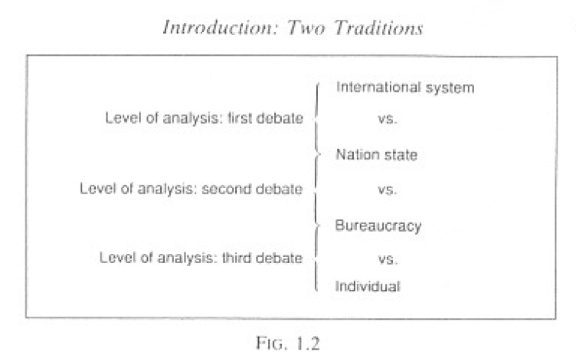 Introduction: Two Traditions
International system
Level of analysis: first debate vs.
Nation state
Level of analysis: second debate vs.
Bureaucracy
Level of analysis: third debate vs.
Individual
FIG. 1.2